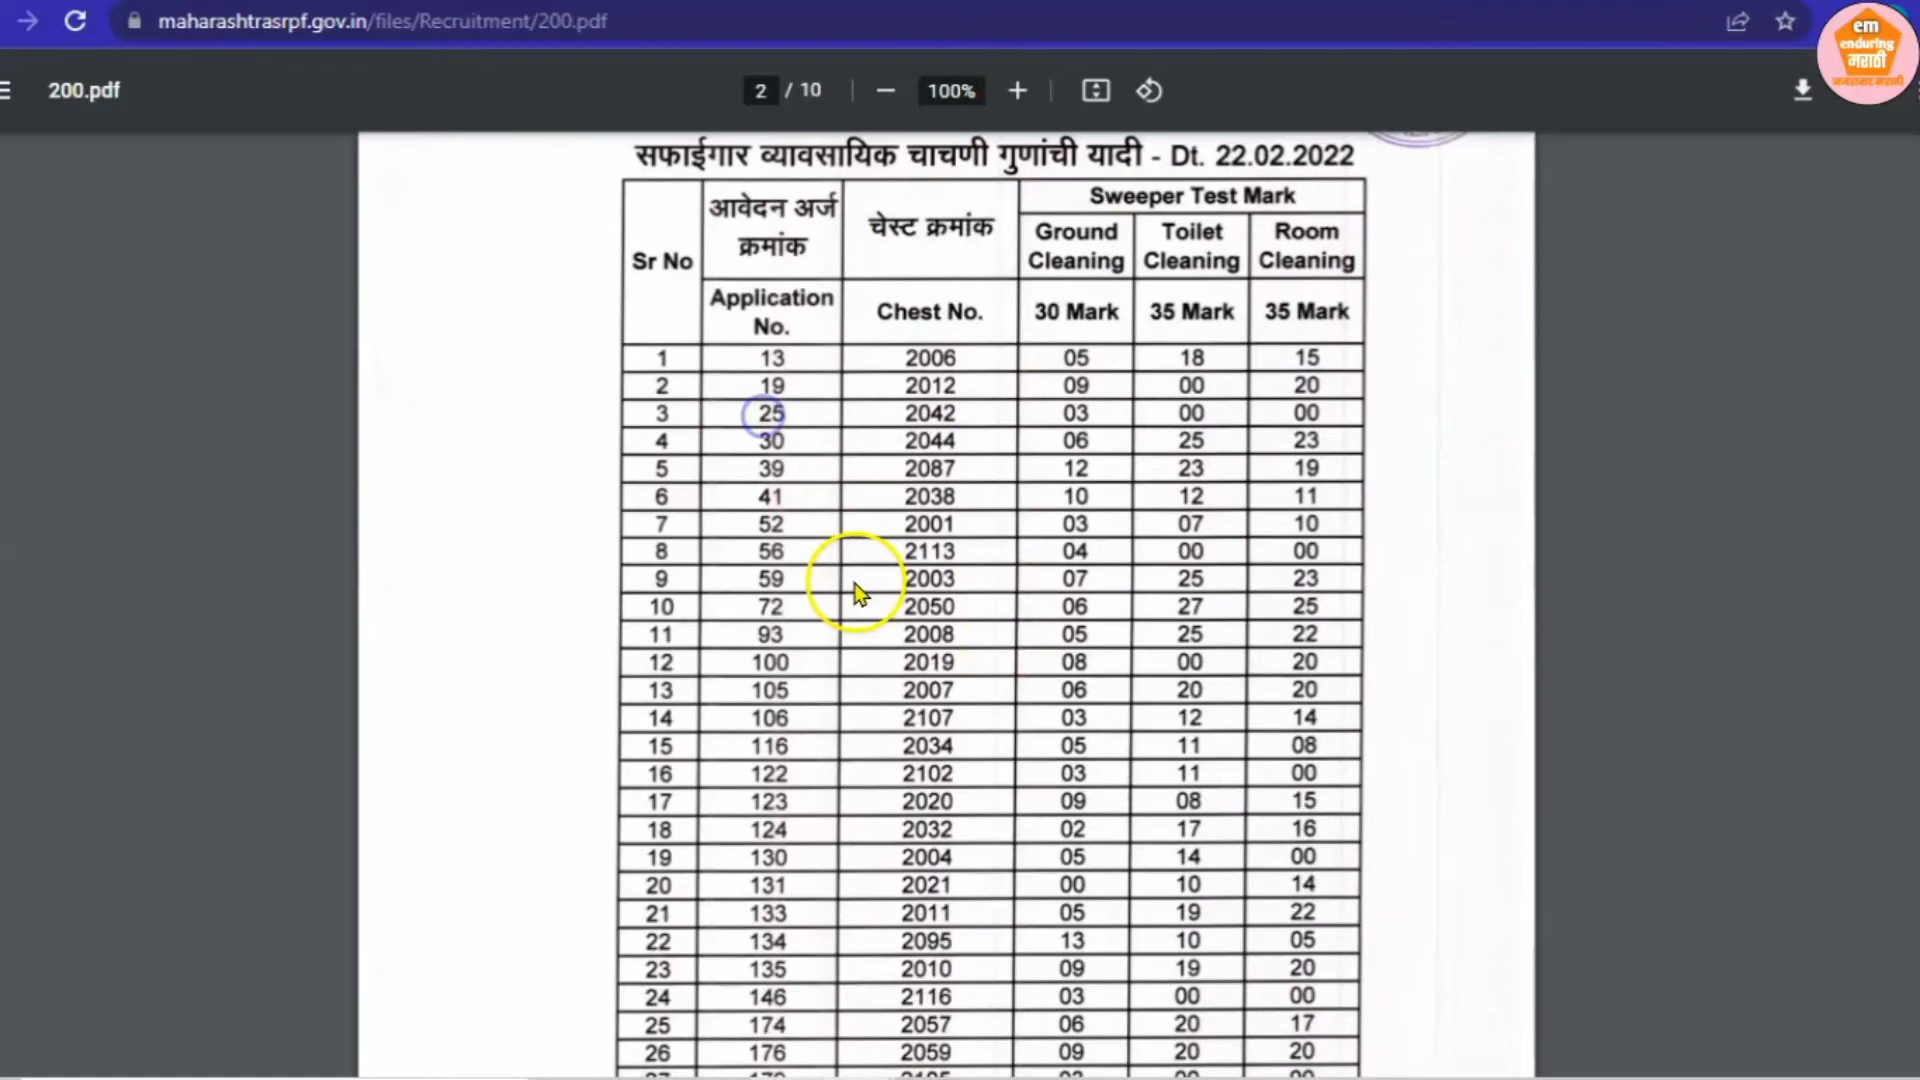 maharashtrasrpf.gov.in/files/Recruitment/200.pdf
em
enduring
मराठी
अजरामर मराठी
200.pdf
2 / 10
100%
सफाईगार व्यावसायिक चाचणी गुणांची यादी - Dt. 22.02.2022
Sr No आवेदन अर्ज क्रमांक चेस्ट क्रमांक Sweeper Test Mark
Ground Cleaning Toilet Cleaning Room Cleaning
Application No. Chest No. 30 Mark 35 Mark 35 Mark
1 13 2006 05 18 15
2 19 2012 09 00 20
3 25 2042 03 00 00
4 30 2044 06 25 23
5 39 2087 12 23 19
6 41 2038 10 12 11
7 52 2001 03 07 10
8 56 2113 04 00 00
9 59 2003 07 25 23
10 72 2050 06 27 25
11 93 2008 05 25 22
12 100 2019 08 00 20
13 105 2007 06 20 20
14 106 2107 03 12 14
15 116 2034 05 11 08
16 122 2102 03 11 00
17 123 2020 09 08 15
18 124 2032 02 17 16
19 130 2004 05 14 00
20 131 2021 00 10 14
21 133 2011 05 19 22
22 134 2095 13 10 05
23 135 2010 09 19 20
24 146 2116 03 00 00
25 174 2057 06 20 17
26 176 2059 09 20 20